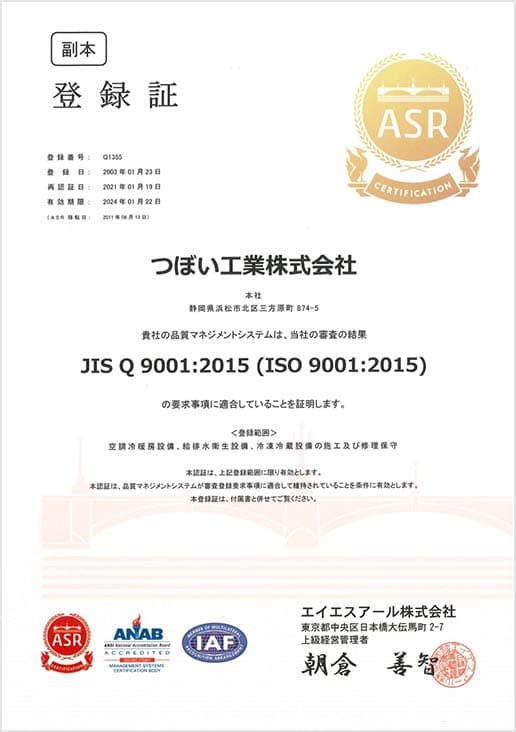 副本
登録証
ASR
CERTIFICATION
登録番号: Q1355
登録日: 2003年01月23日
再認証日: 2021年01月19日
有効期限: 2024年01月22日
(ASR移転日: 2011年06月13日)
つぼい工業株式会社
本社
静岡県浜松市北区三方原町 874-5
貴社の品質マネジメントシステムは、当社の審査の結果
JIS Q 9001:2015 (ISO 9001:2015)
の要求事項に適合していることを証明します。
<登録範囲>
空調冷暖房設備、給排水衛生設備、冷凍冷蔵設備の施工及び修理保守
本認証は、上記登録範囲に限り有効とします。
本認証は、品質マネジメントシステムが審査登録要求事項に適合して維持されていることを条件に有効とします。
本登録証は、付属書と併せてご覧ください。
ASR
CERTIFICATION
ANAB
ANSI National Accreditation Board
ACCREDITED
MANAGEMENT SYSTEMS
CERTIFICATION BODY
MEMBER OF MULTILATERAL
RECOGNITION ARRANGEMENT
IAF
エイエスアール株式会社
東京都中央区日本橋大伝馬町 2-7
上級経営管理者
朝倉 善智